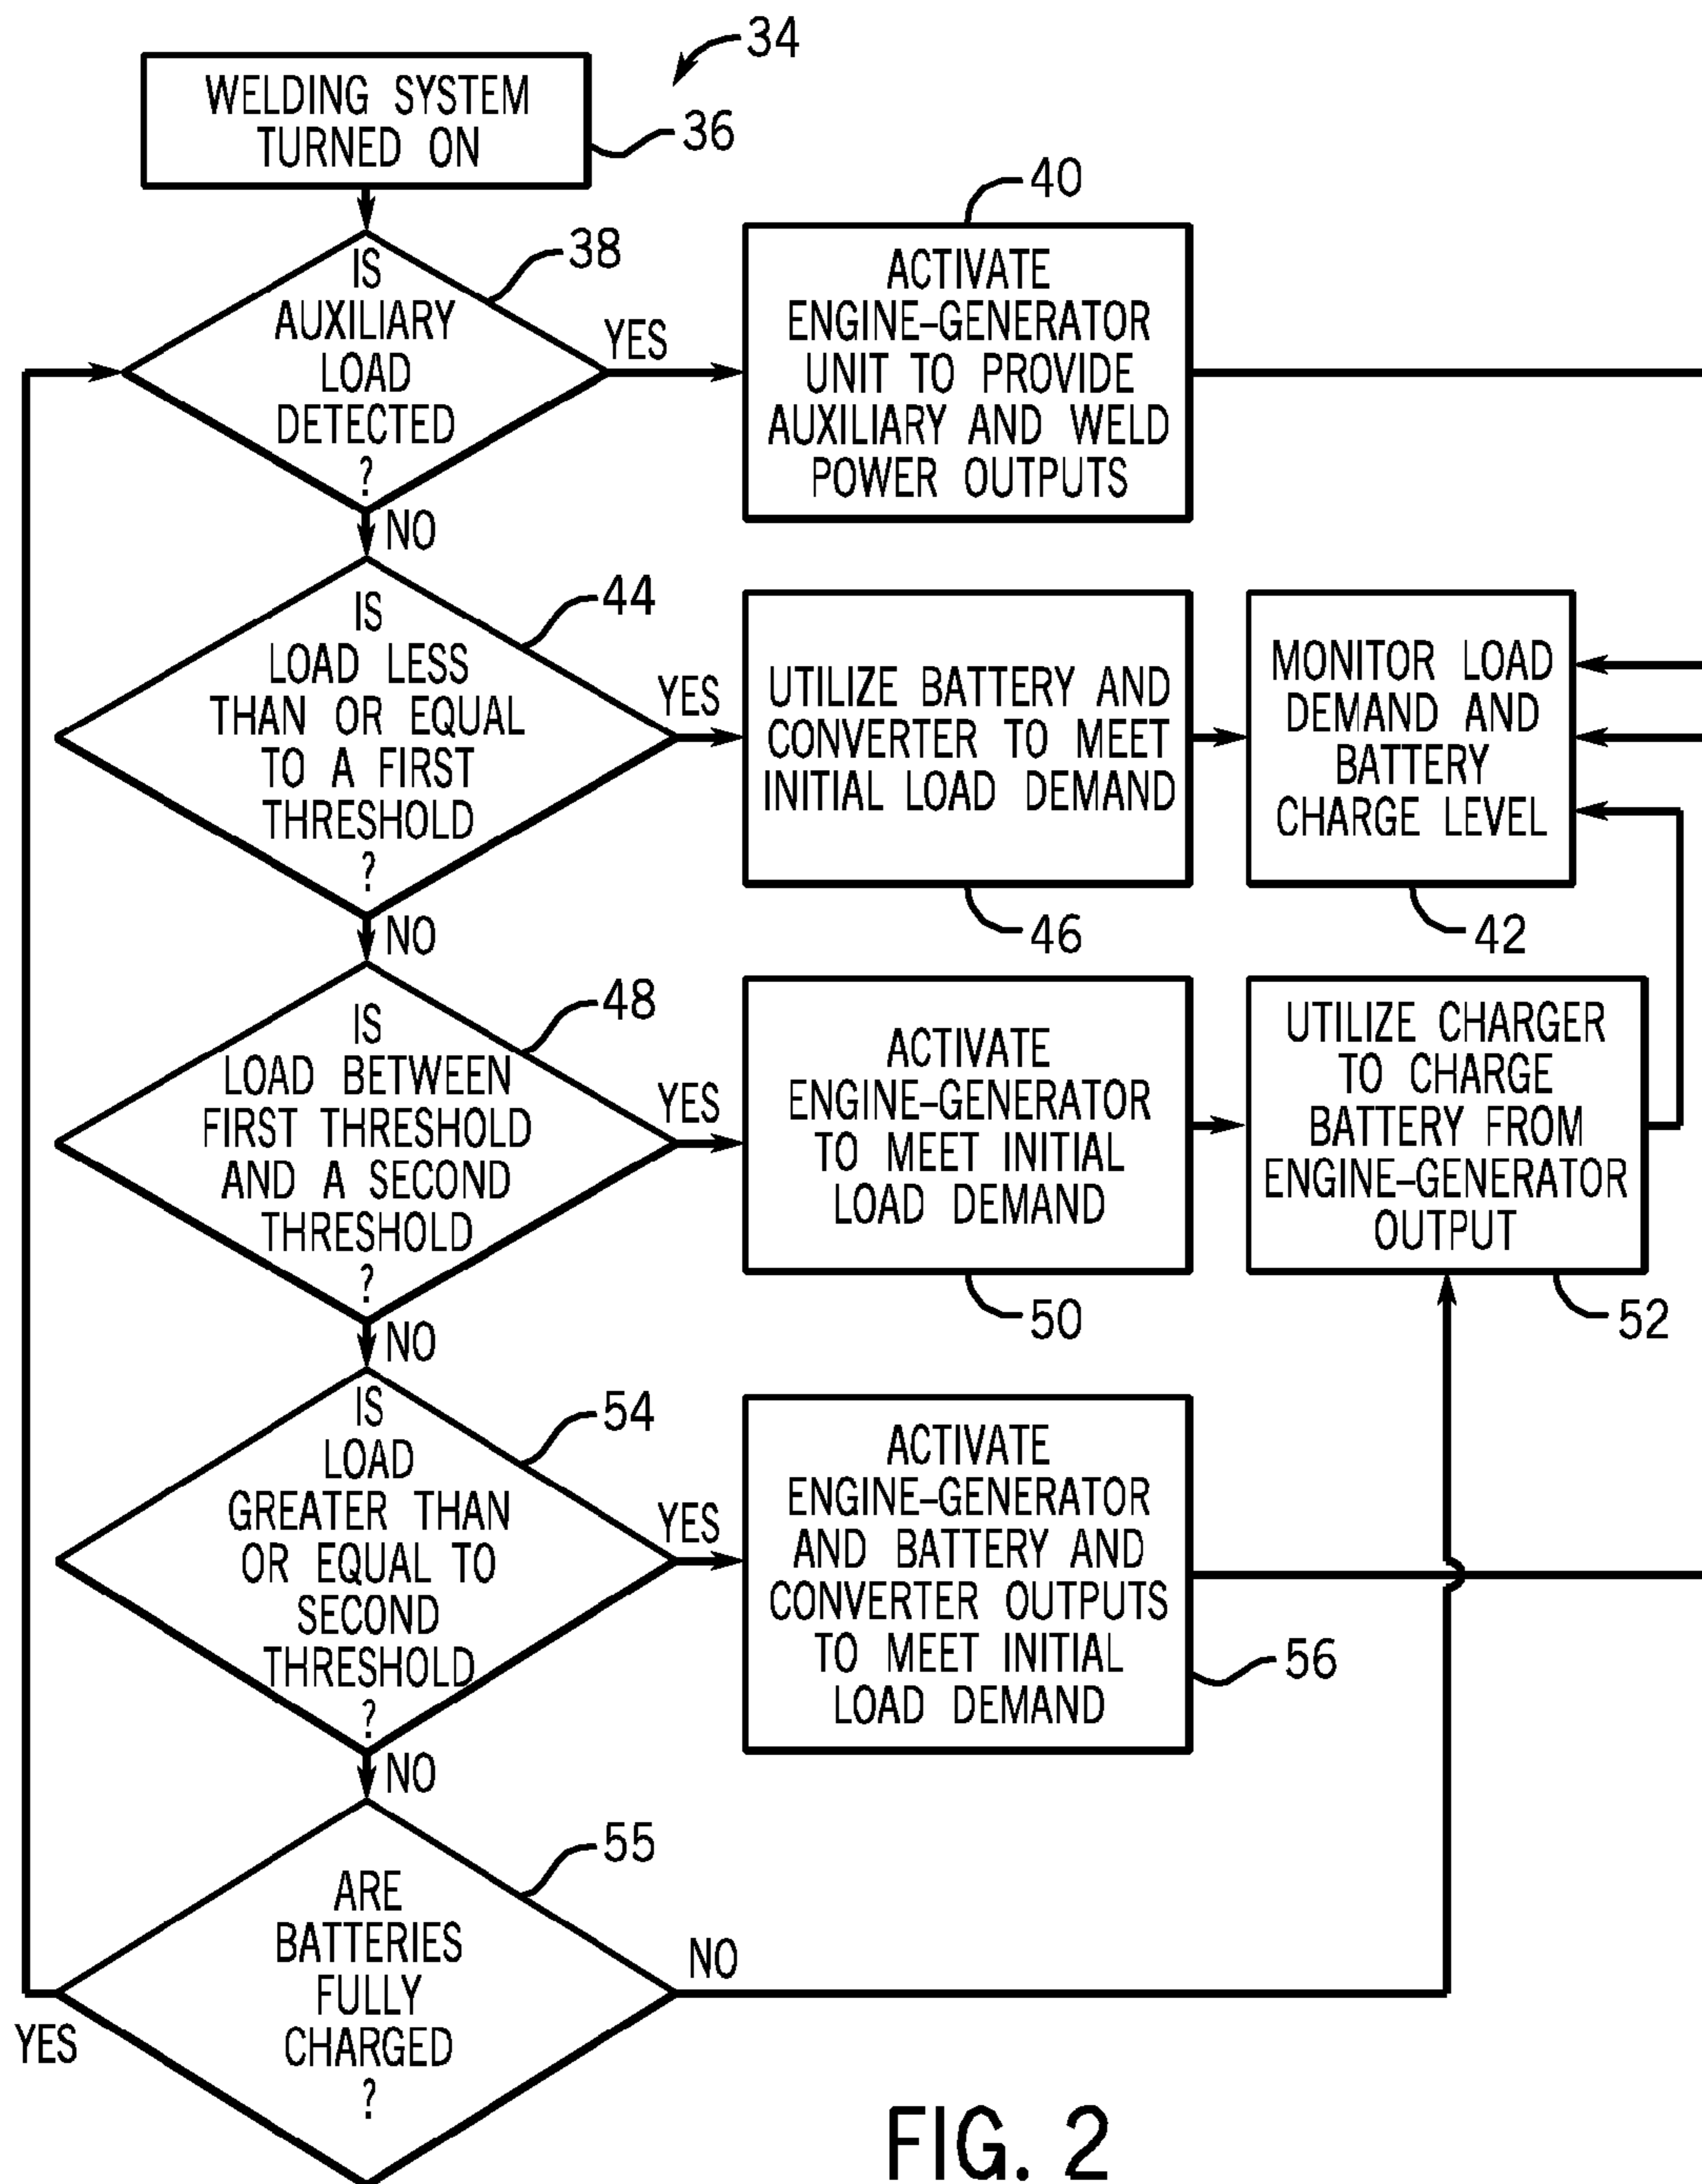 34
WELDING SYSTEM
TURNED ON
36
IS
AUXILIARY
LOAD
DETECTED
?
38
YES
NO
40
ACTIVATE
ENGINE–GENERATOR
UNIT TO PROVIDE
AUXILIARY AND WELD
POWER OUTPUTS
IS
LOAD LESS
THAN OR EQUAL
TO A FIRST
THRESHOLD
?
44
YES
NO
UTILIZE BATTERY AND
CONVERTER TO MEET
INITIAL LOAD DEMAND
46
MONITOR LOAD
DEMAND AND
BATTERY
CHARGE LEVEL
42
IS
LOAD BETWEEN
FIRST THRESHOLD
AND A SECOND
THRESHOLD
?
48
YES
NO
ACTIVATE
ENGINE–GENERATOR
TO MEET INITIAL
LOAD DEMAND
50
UTILIZE CHARGER
TO CHARGE
BATTERY FROM
ENGINE–GENERATOR
OUTPUT
52
IS
LOAD
GREATER THAN
OR EQUAL TO
SECOND
THRESHOLD
?
54
YES
NO
ACTIVATE
ENGINE–GENERATOR
AND BATTERY AND
CONVERTER OUTPUTS
TO MEET INITIAL
LOAD DEMAND
56
ARE
BATTERIES
FULLY
CHARGED
?
55
NO
YES
FIG. 2